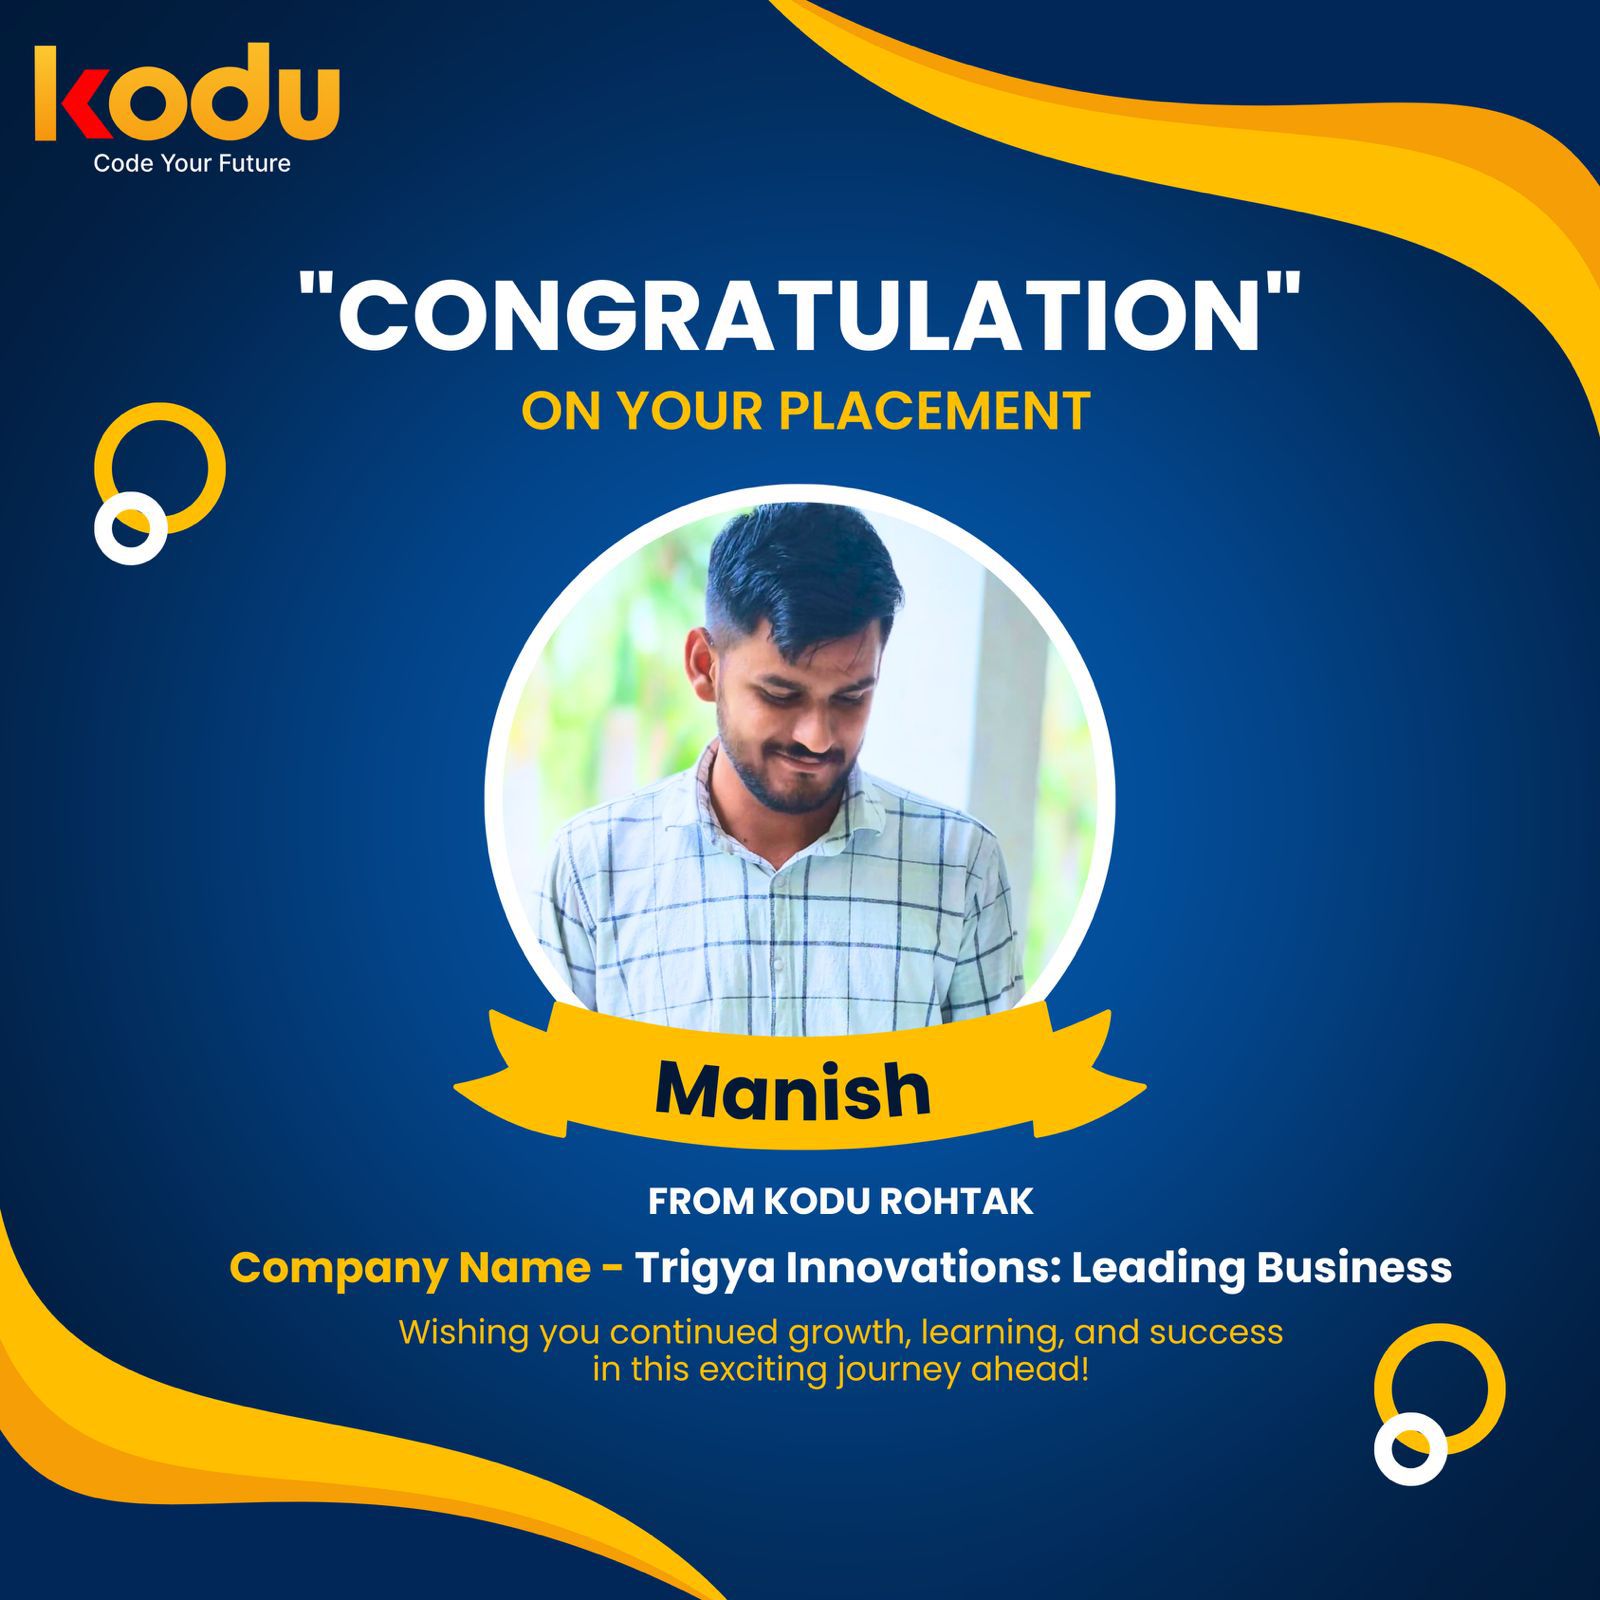 kodu
Code Your Future
"CONGRATULATION"
ON YOUR PLACEMENT
Manish
FROM KODU ROHTAK
Company Name - Trigya Innovations: Leading Business
Wishing you continued growth, learning, and success
in this exciting journey ahead!